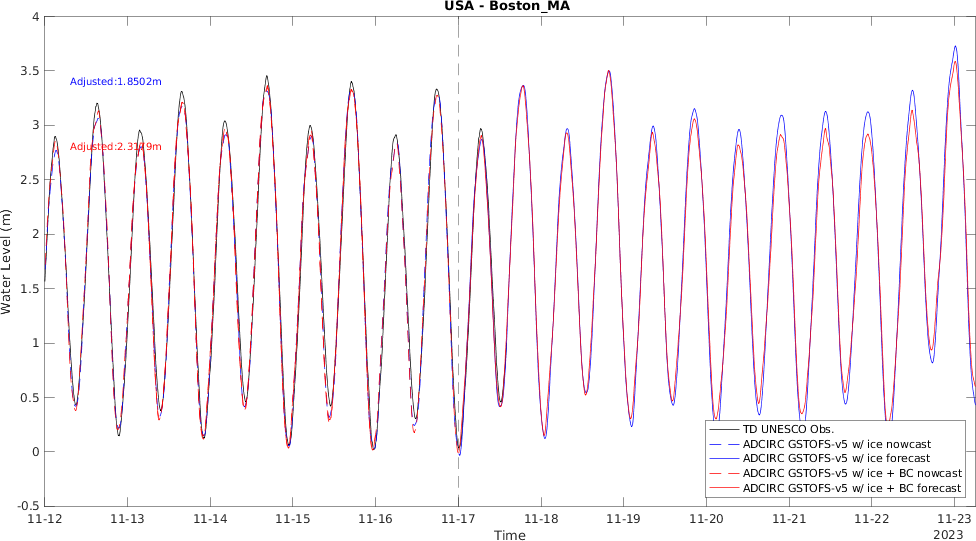 USA - Boston_MA
4
3.5
3
2.5
2
1.5
1
0.5
0
-0.5
Water Level (m)
Adjusted:1.8502m
TD UNESCO Obs.
ADCIRC GSTOFS-v5 w/ ice nowcast
ADCIRC GSTOFS-v5 w/ ice forecast
ADCIRC GSTOFS-v5 w/ ice + BC nowcast
ADCIRC GSTOFS-v5 w/ ice + BC forecast
11-12 11-13 11-14 11-15 11-16 11-17 11-18 11-19 11-20 11-21 11-22 11-23
Time
2023